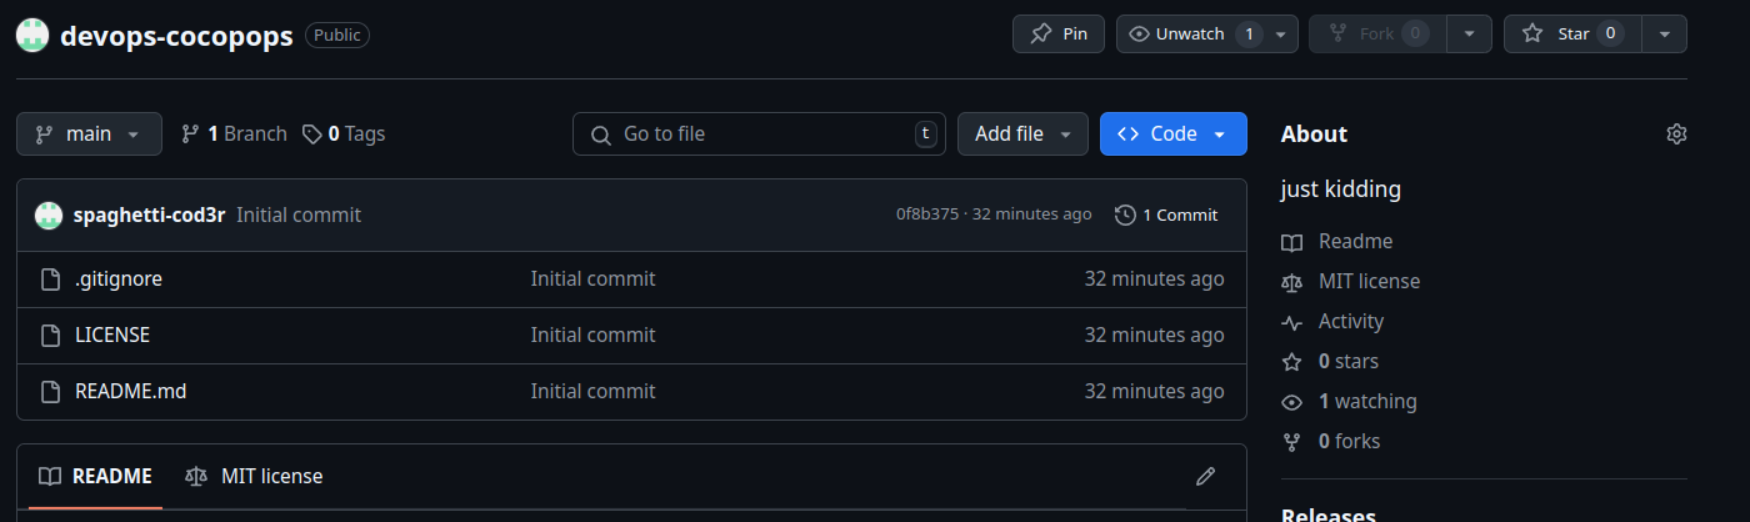 devops-cocopops Public Pin Unwatch 1 Fork 0 Star 0
main 1 Branch 0 Tags Go to file t Add file Code
spaghetti-cod3r Initial commit 0f8b375 · 32 minutes ago 1 Commit
.gitignore Initial commit 32 minutes ago
LICENSE Initial commit 32 minutes ago
README.md Initial commit 32 minutes ago
README MIT license
About
just kidding
Readme
MIT license
Activity
0 stars
1 watching
0 forks
Releases